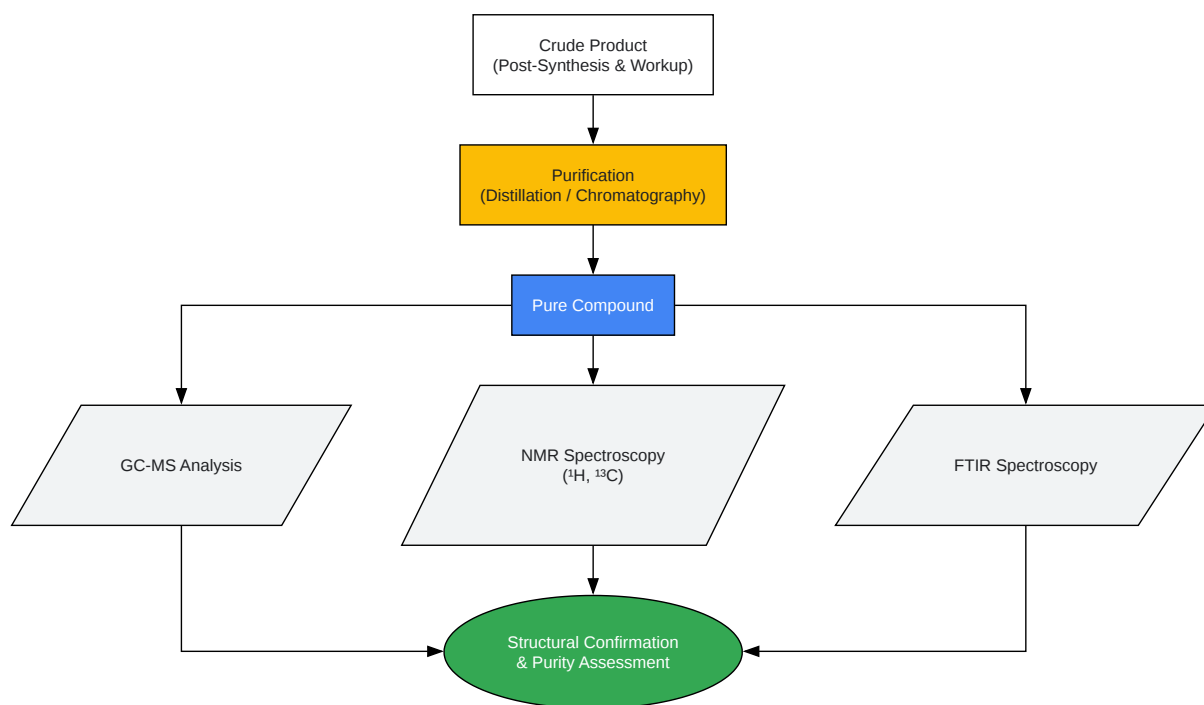 Crude Product
(Post-Synthesis & Workup)
Purification
(Distillation / Chromatography)
Pure Compound
GC-MS Analysis
NMR Spectroscopy
(¹H, ¹³C)
FTIR Spectroscopy
Structural Confirmation
& Purity Assessment